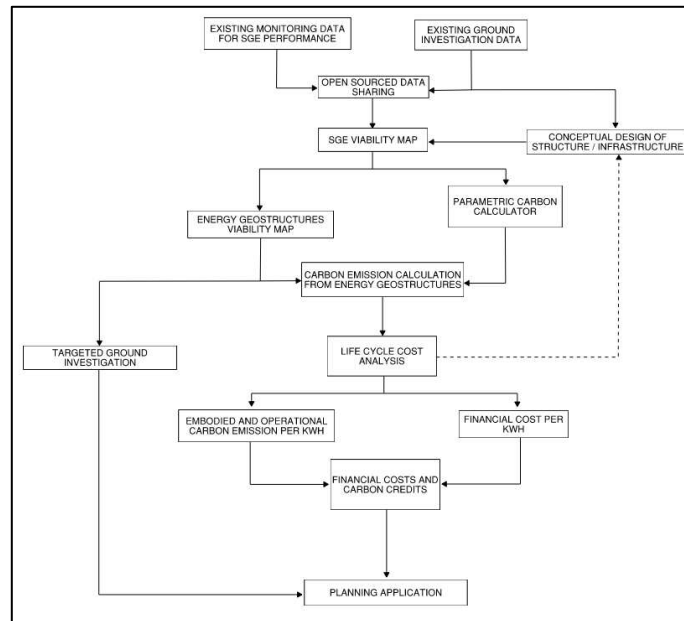 EXISTING MONITORING DATA
FOR SGE PERFORMANCE
EXISTING GROUND
INVESTIGATION DATA
OPEN SOURCED DATA
SHARING
SGE VIABILITY MAP
CONCEPTUAL DESIGN OF
STRUCTURE / INFRASTRUCTURE
ENERGY GEOSTRUCTURES
VIABILITY MAP
PARAMETRIC CARBON
CALCULATOR
CARBON EMISSION CALCULATION
FROM ENERGY GEOSTRUCTURES
TARGETED GROUND
INVESTIGATION
LIFE CYCLE COST
ANALYSIS
EMBODIED AND OPERATIONAL
CARBON EMISSION PER KWH
FINANCIAL COST PER
KWH
FINANCIAL COSTS AND
CARBON CREDITS
PLANNING APPLICATION